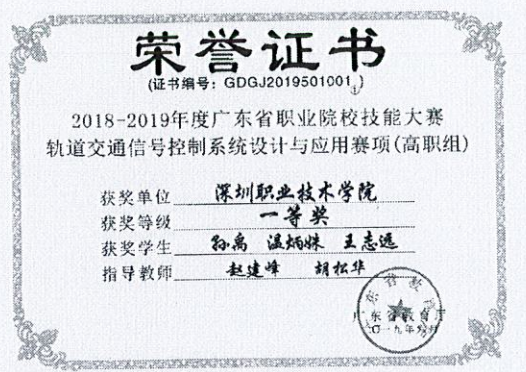 荣誉证书
(证书编号：GDGJ2019501001)
2018-2019年度广东省职业院校技能大赛
轨道交通信号控制系统设计与应用赛项(高职组)
获奖单位 深圳职业技术学院
获奖等级 一等奖
获奖学生 孙禹 温炳姝 王志远
指导教师 赵建峰 胡松华
广东省教育厅
二〇一九年